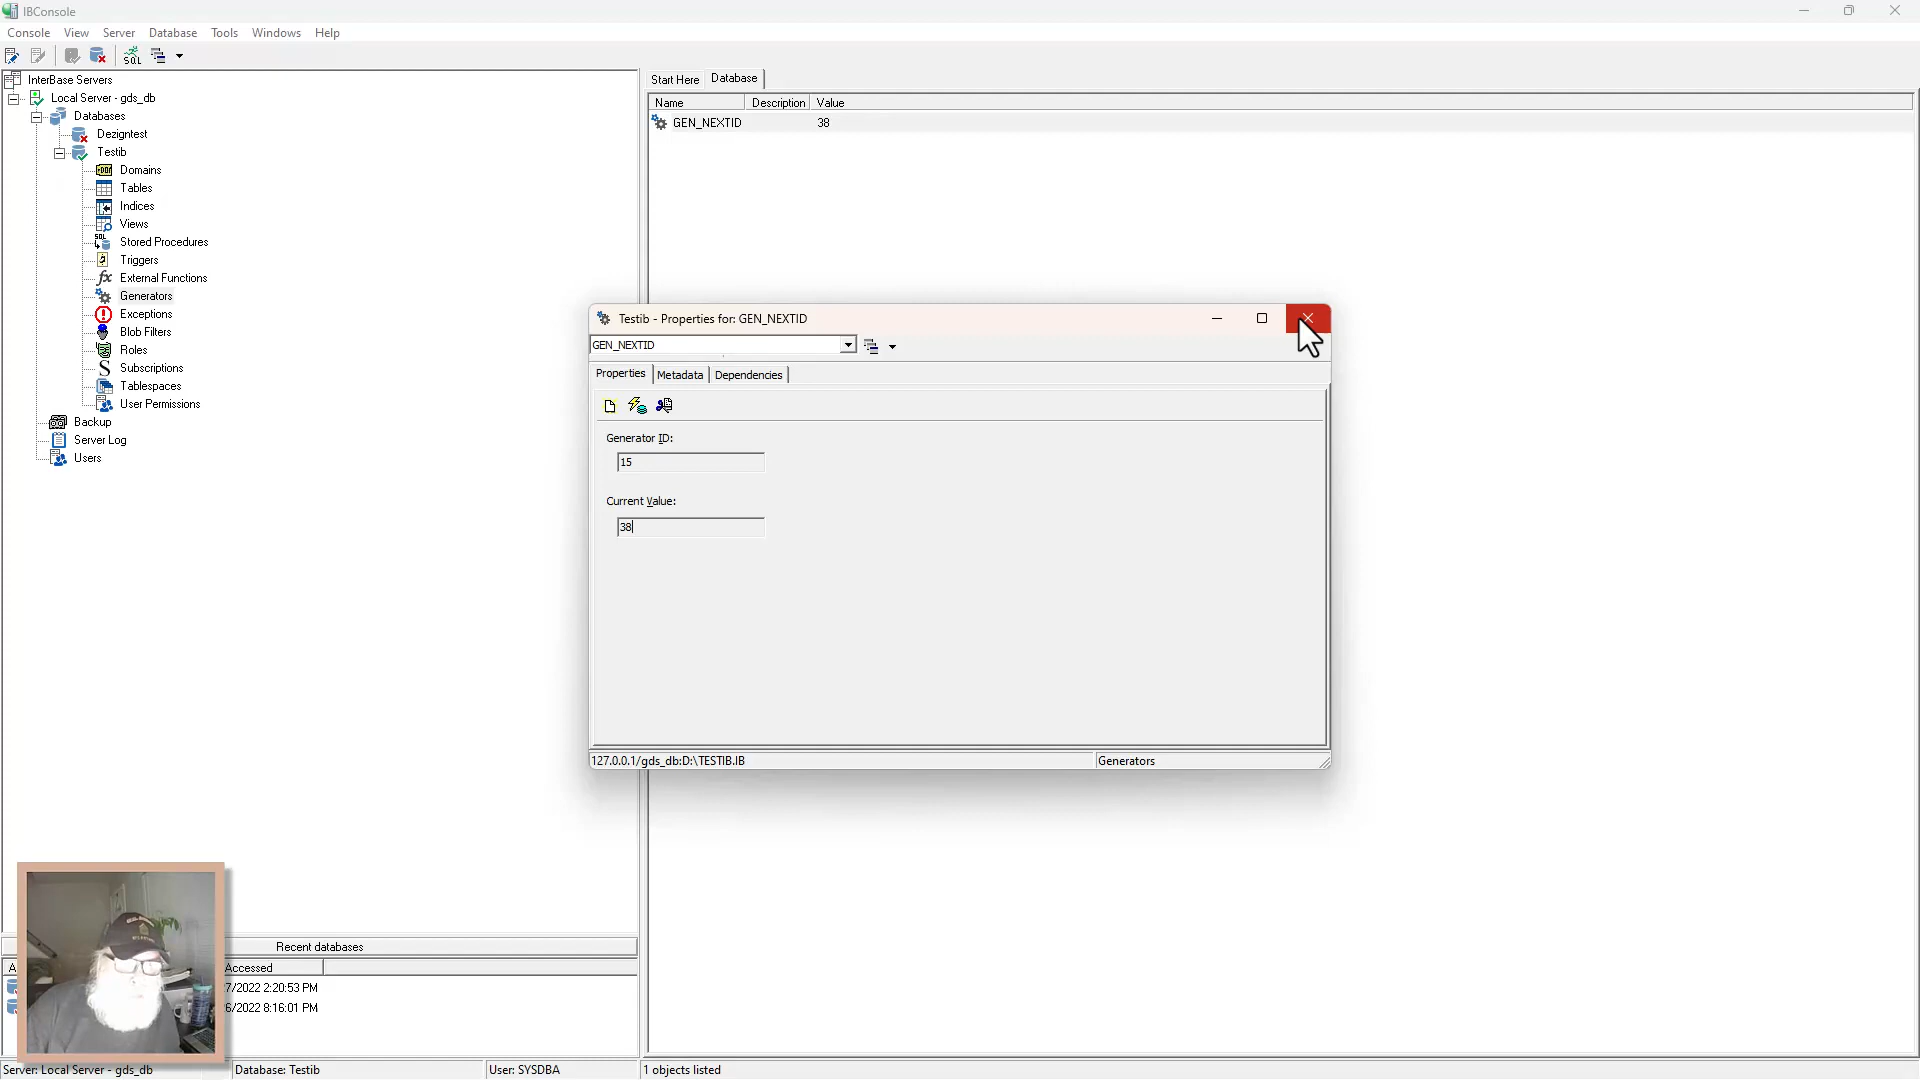 IBConsole
Console View Server Database Tools Windows Help
SQL
InterBase Servers
Local Server - gds_db
Databases
Dezigntest
Testib
Domains
Tables
Indices
Views
Stored Procedures
Triggers
External Functions
Generators
Exceptions
Blob Filters
Roles
Subscriptions
Tablespaces
User Permissions
Backup
Server Log
Users
Start Here Database
Name Description Value
GEN_NEXTID 38
Testib - Properties for: GEN_NEXTID
GEN_NEXTID
Properties Metadata Dependencies
Generator ID:
15
Current Value:
38
127.0.0.1/gds_db:D:\TESTIB.IB Generators
Recent databases
A Accessed
7/2022 2:20:53 PM
6/2022 8:16:01 PM
Server: Local Server - gds_db Database: Testib User: SYSDBA 1 objects listed